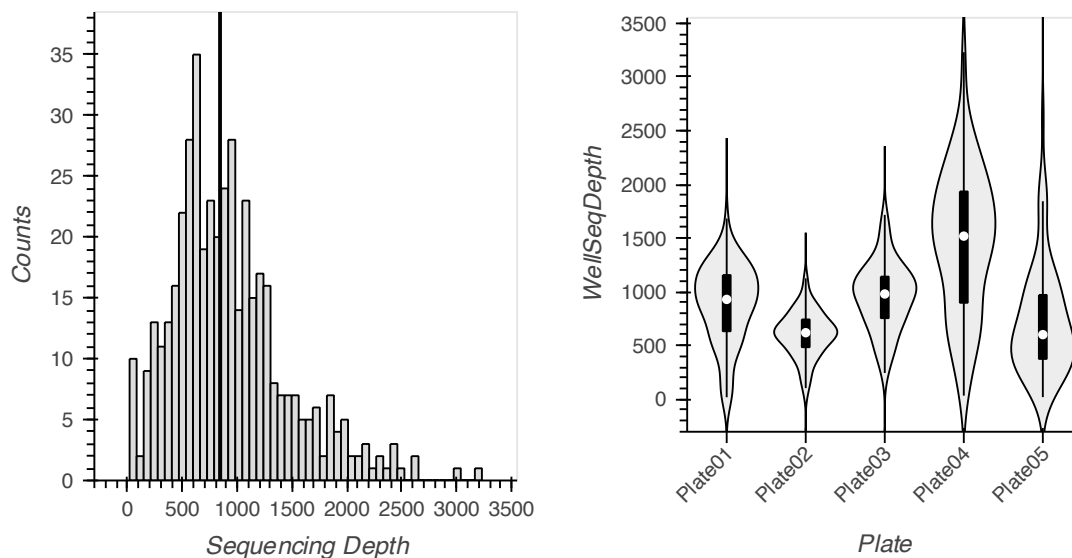 35
30
25
20
15
10
5
0
Counts
0 500 1000 1500 2000 2500 3000 3500
Sequencing Depth
3500
3000
2500
2000
1500
1000
500
0
WellSeqDepth
Plate01 Plate02 Plate03 Plate04 Plate05
Plate